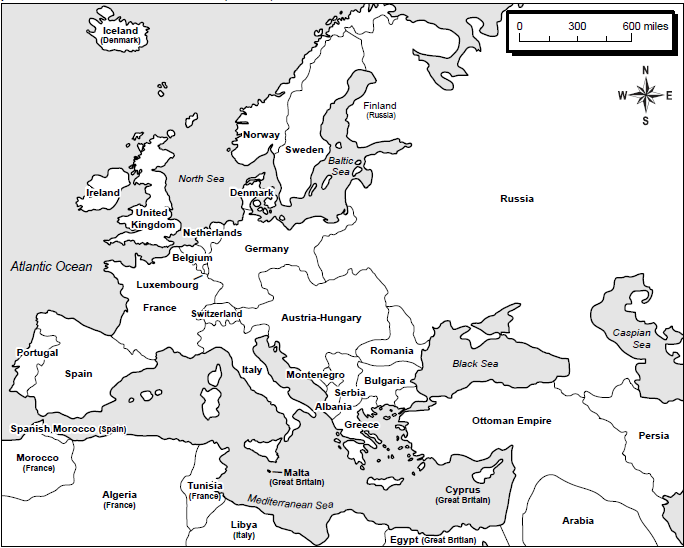 Iceland
(Denmark)
0 300 600 miles
N
W E
S
Finland
(Russia)
Norway
Sweden
Baltic
Sea
North Sea
Ireland
Denmark
Russia
United
Kingdom
Netherlands
Germany
Belgium
Atlantic Ocean
Luxembourg
France
Switzerland
Austria-Hungary
Caspian
Sea
Portugal
Spain
Italy
Romania
Black Sea
Montenegro
Bulgaria
Serbia
Albania
Greece
Ottoman Empire
Persia
Spanish Morocco (Spain)
Morocco
(France)
Malta
(Great Britain)
Algeria
(France)
Tunisia
(France)
Cyprus
(Great Britain)
Mediterranean Sea
Libya
(Italy)
Arabia
Egypt (Great Britian)